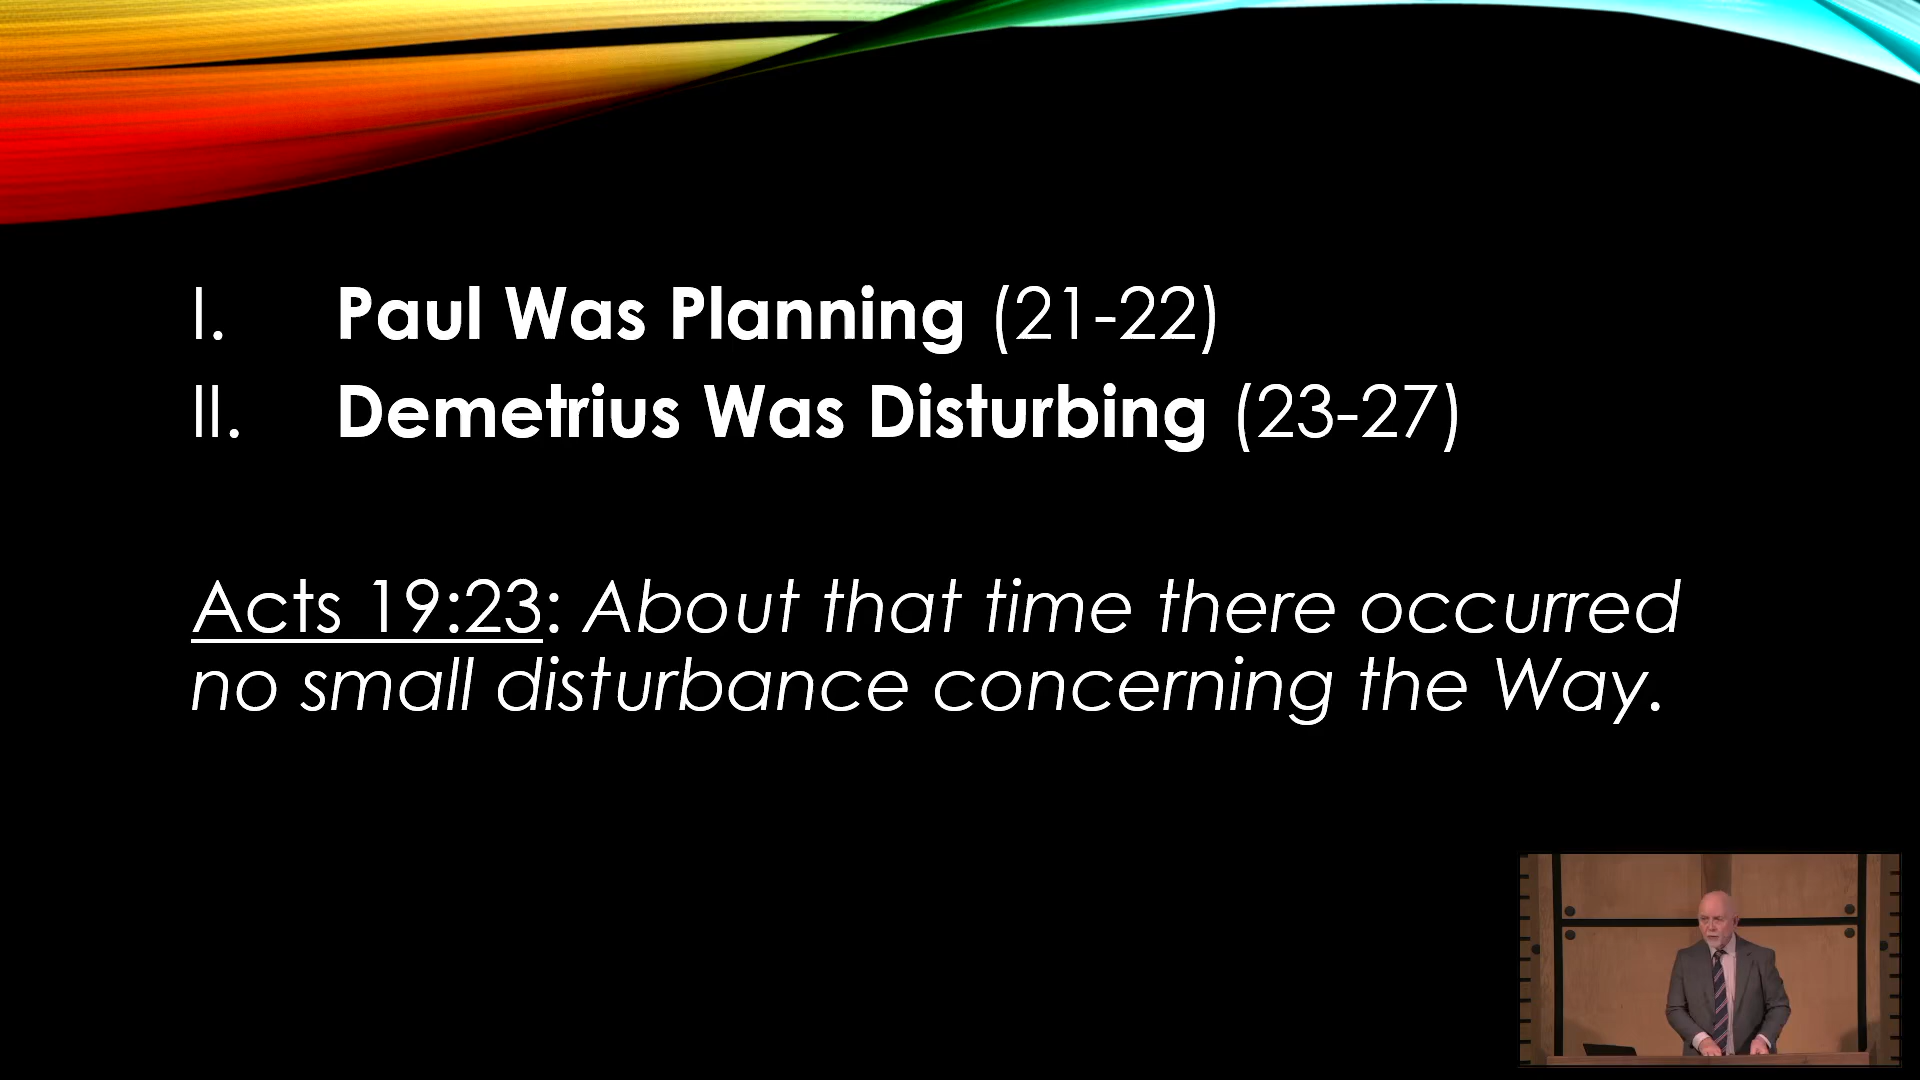 I. Paul Was Planning (21-22)
II. Demetrius Was Disturbing (23-27)
Acts 19:23: About that time there occurred
no small disturbance concerning the Way.